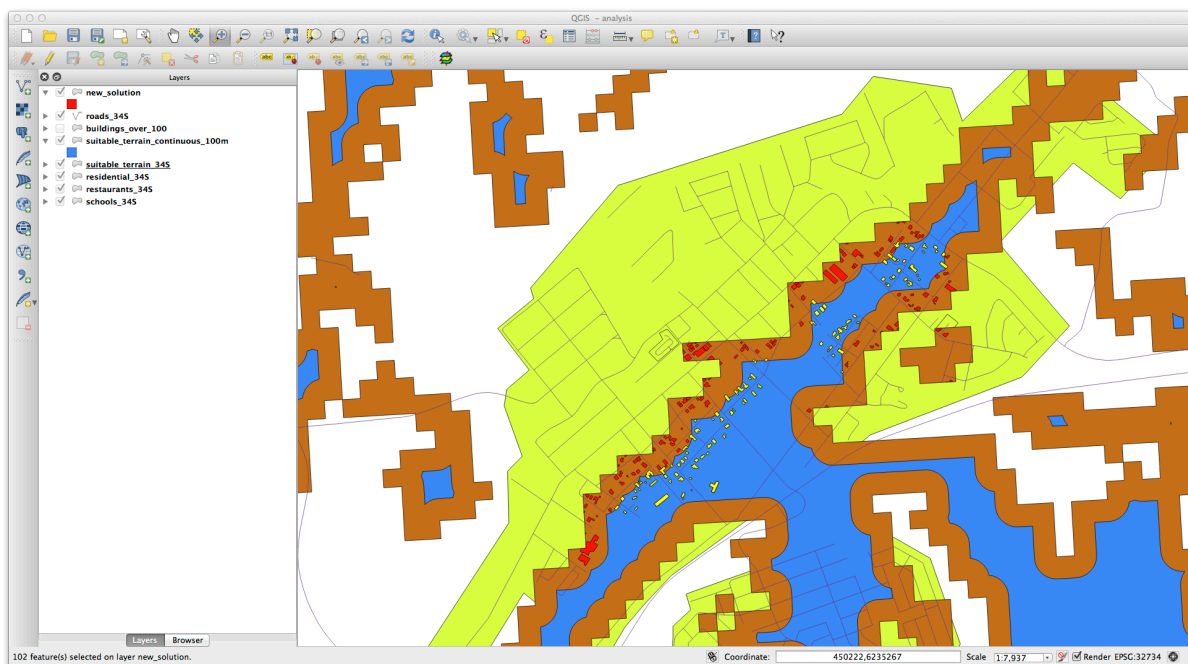 QGIS - analysis
Layers
new_solution
roads_34S
buildings_over_100
suitable_terrain_continuous_100m
suitable_terrain_34S
residential_34S
restaurants_34S
schools_34S
Layers Browser
102 feature(s) selected on layer new_solution. Coordinate: 450222,6235267 Scale 1:7,937 Render EPSG:32734